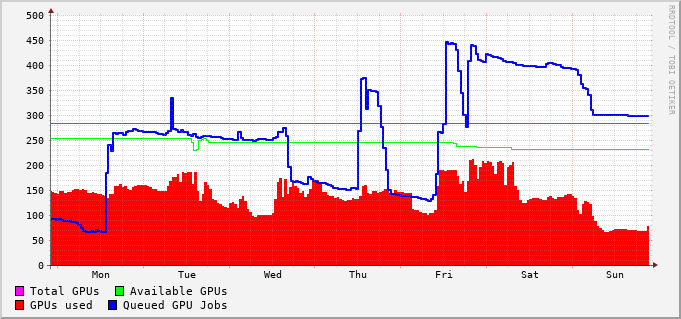 500
450
400
350
300
250
200
150
100
50
0
Mon Tue Wed Thu Fri Sat Sun
Total GPUs Available GPUs
GPUs used Queued GPU Jobs
RRDTOOL / TOBI OETIKER